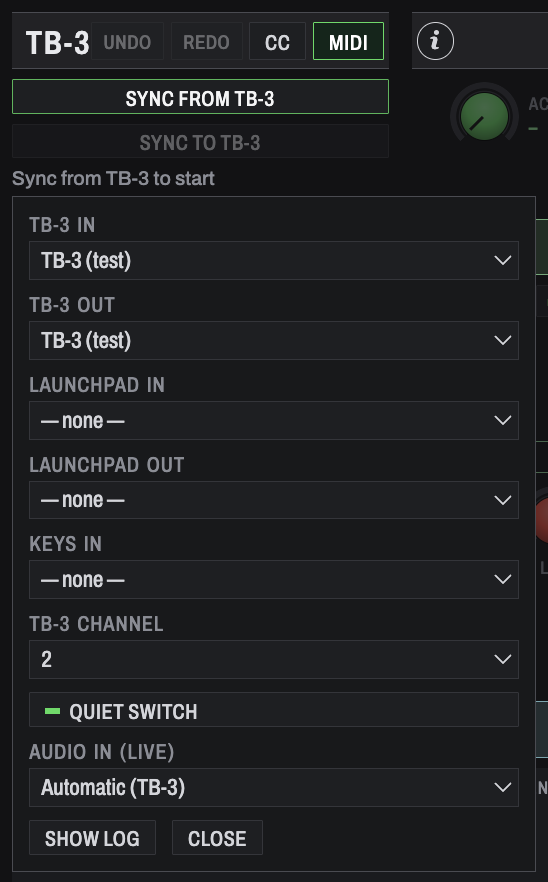 TB-3 UNDO REDO CC MIDI i
SYNC FROM TB-3
SYNC TO TB-3
Sync from TB-3 to start
TB-3 IN
TB-3 (test)
TB-3 OUT
TB-3 (test)
LAUNCHPAD IN
— none —
LAUNCHPAD OUT
— none —
KEYS IN
— none —
TB-3 CHANNEL
2
QUIET SWITCH
AUDIO IN (LIVE)
Automatic (TB-3)
SHOW LOG CLOSE